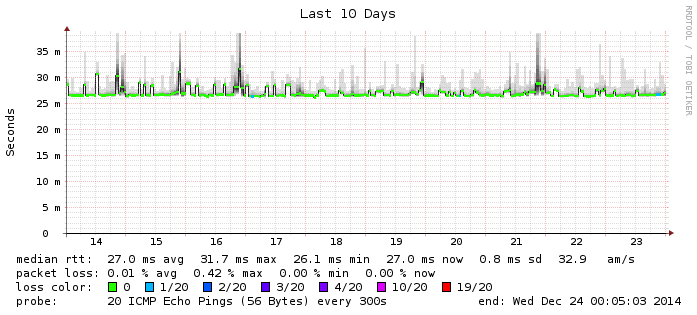 Last 10 Days
RRDTOOL / TOBI OETIKER
Seconds
35 m
30 m
25 m
20 m
15 m
10 m
5 m
0
14 15 16 17 18 19 20 21 22 23
median rtt: 27.0 ms avg 31.7 ms max 26.1 ms min 27.0 ms now 0.8 ms sd 32.9 am/s
packet loss: 0.01 % avg 0.42 % max 0.00 % min 0.00 % now
loss color: 0 1/20 2/20 3/20 4/20 10/20 19/20
probe: 20 ICMP Echo Pings (56 Bytes) every 300s end: Wed Dec 24 00:05:03 2014